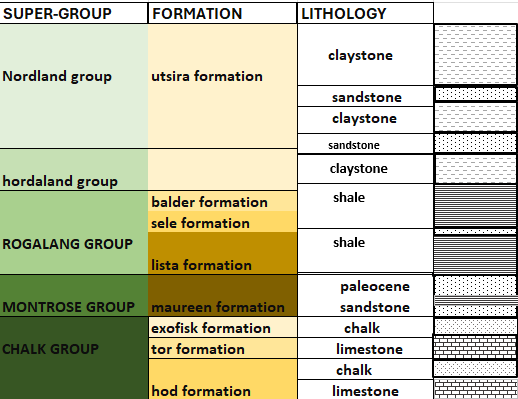 SUPER-GROUP FORMATION LITHOLOGY
claystone
Nordland group utsira formation
sandstone
claystone
sandstone
claystone
hordaland group
shale
balder formation
sele formation
ROGALANG GROUP shale
lista formation
paleocene
MONTROSE GROUP maureen formation sandstone
exofisk formation chalk
CHALK GROUP tor formation limestone
chalk
hod formation limestone